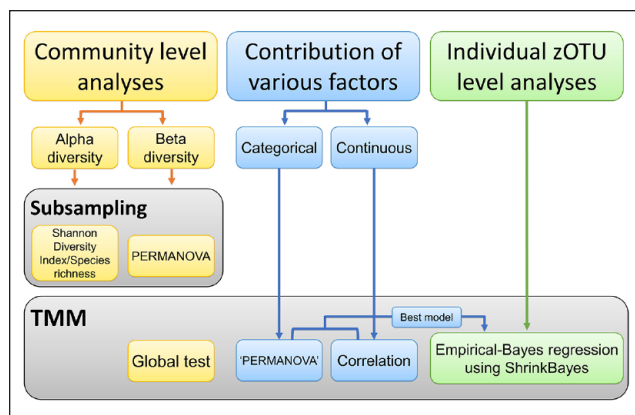 Community level
analyses
Contribution of
various factors
Individual zOTU
level analyses
Alpha
diversity
Beta
diversity
Categorical
Continuous
Subsampling
Shannon
Diversity
Index/Species
richness
PERMANOVA
TMM
Best model
Global test
'PERMANOVA'
Correlation
Empirical-Bayes regression
using ShrinkBayes